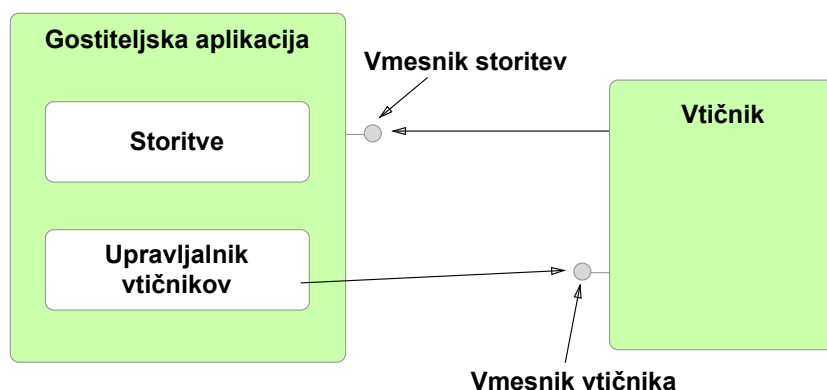 Gostiteljska aplikacija
Vmesnik storitev
Storitve
Vtičnik
Upravljalnik
vtičnikov
Vmesnik vtičnika